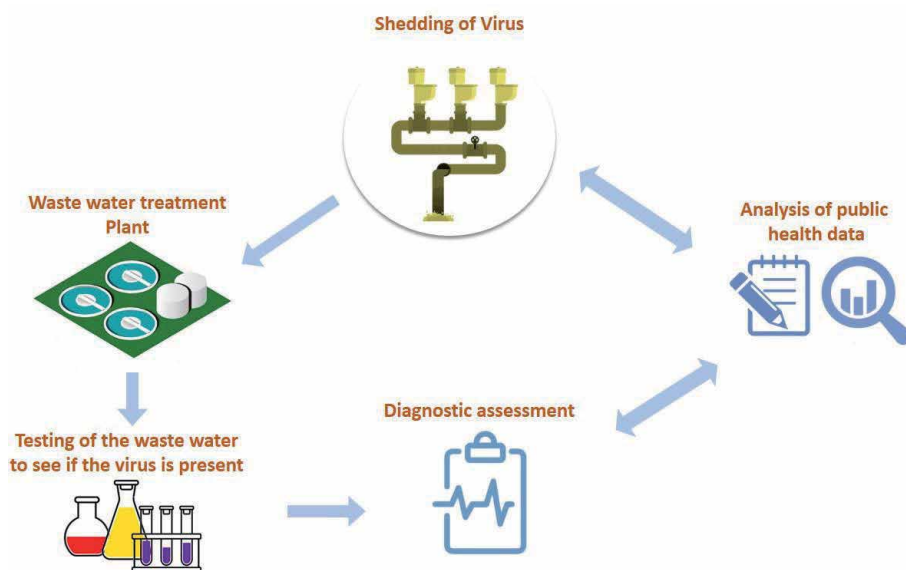 Shedding of Virus
Waste water treatment
Plant
Analysis of public
health data
Testing of the waste water
to see if the virus is present
Diagnostic assessment